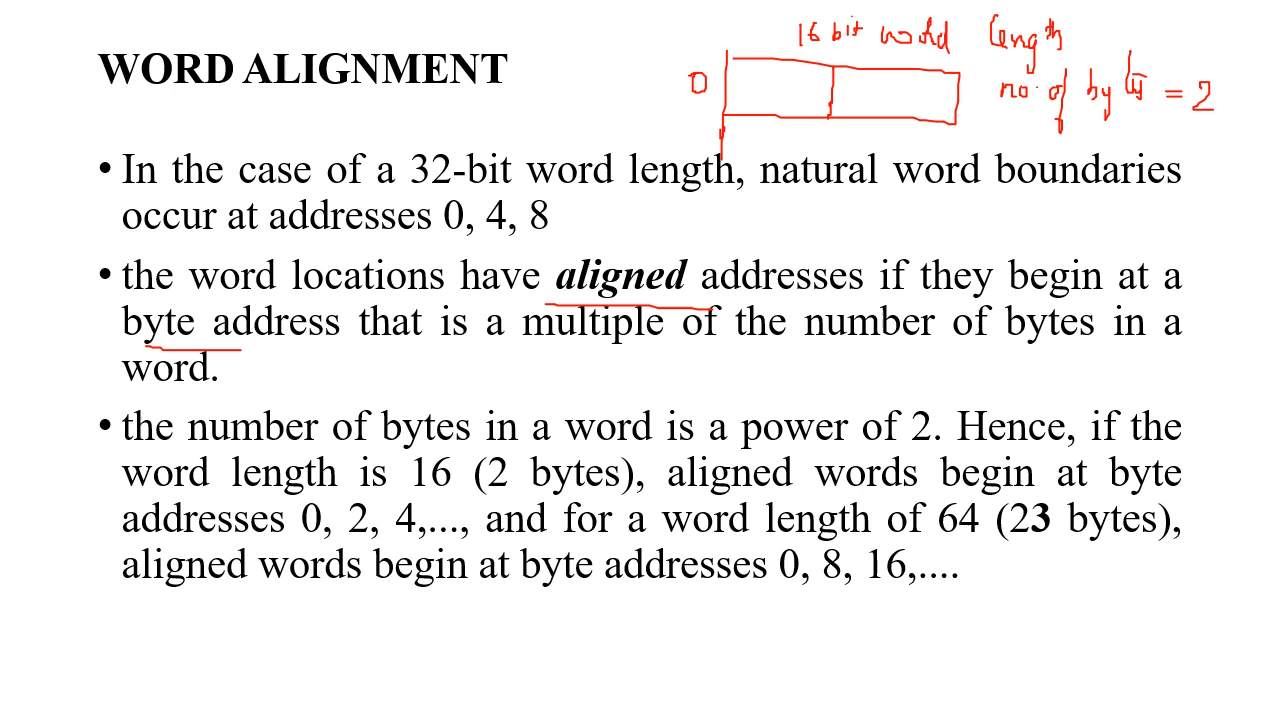 16 bit word length
WORD ALIGNMENT
0
no. of byte = 2
• In the case of a 32-bit word length, natural word boundaries
occur at addresses 0, 4, 8
• the word locations have aligned addresses if they begin at a
byte address that is a multiple of the number of bytes in a
word.
• the number of bytes in a word is a power of 2. Hence, if the
word length is 16 (2 bytes), aligned words begin at byte
addresses 0, 2, 4,..., and for a word length of 64 (23 bytes),
aligned words begin at byte addresses 0, 8, 16,....